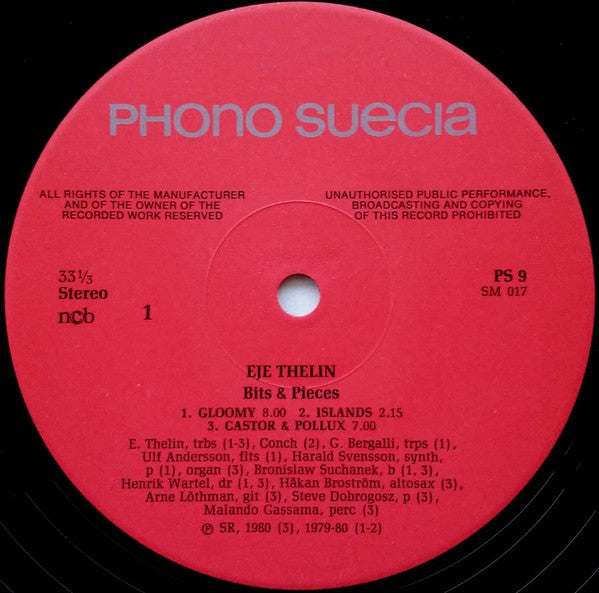 PHONO SUECIA
ALL RIGHTS OF THE MANUFACTURER
AND OF THE OWNER OF THE
RECORDED WORK RESERVED
UNAUTHORISED PUBLIC PERFORMANCE,
BROADCASTING AND COPYING
OF THIS RECORD PROHIBITED
33⅓
Stereo
ncb
1
PS 9
SM 017
EJE THELIN
Bits & Pieces
1. GLOOMY 8.00 2. ISLANDS 2.15
3. CASTOR & POLLUX 7.00
E. Thelin, trbs (1-3), Conch (2), G. Bergalli, trps (1),
Ulf Andersson, flts (1), Harald Svensson, synth,
p (1), organ (3), Bronislaw Suchanek, b (1, 3),
Henrik Wartel, dr (1, 3), Håkan Broström, altosax (3),
Arne Löthman, git (3), Steve Dobrogosz, p (3),
Malando Gassama, perc (3)
Ⓟ SR, 1980 (3), 1979-80 (1-2)